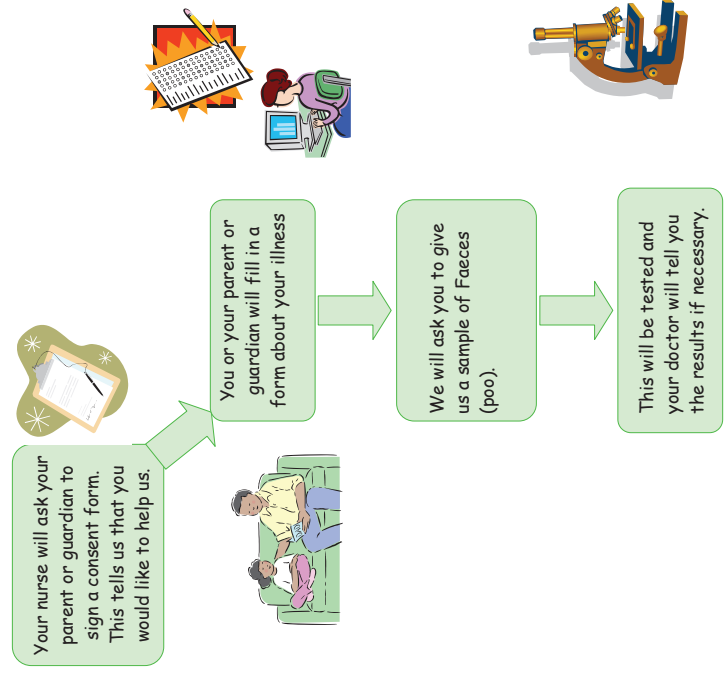 Your nurse will ask your
parent or guardian to
sign a consent form.
This tells us that you
would like to help us.
You or your parent or
guardian will fill in a
form about your illness
We will ask you to give
us a sample of Faeces
(poo).
This will be tested and
your doctor will tell you
the results if necessary.